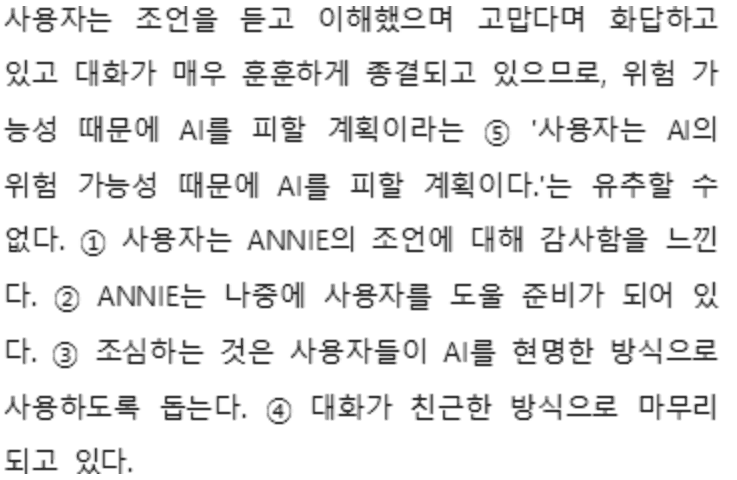 사용자는 조언을 듣고 이해했으며 고맙다며 화답하고
있고 대화가 매우 훈훈하게 종결되고 있으므로, 위험 가
능성 때문에 AI를 피할 계획이라는 ⑤ '사용자는 AI의
위험 가능성 때문에 AI를 피할 계획이다.'는 유추할 수
없다. ① 사용자는 ANNIE의 조언에 대해 감사함을 느낀
다. ② ANNIE는 나중에 사용자를 도울 준비가 되어 있
다. ③ 조심하는 것은 사용자들이 AI를 현명한 방식으로
사용하도록 돕는다. ④ 대화가 친근한 방식으로 마무리
되고 있다.